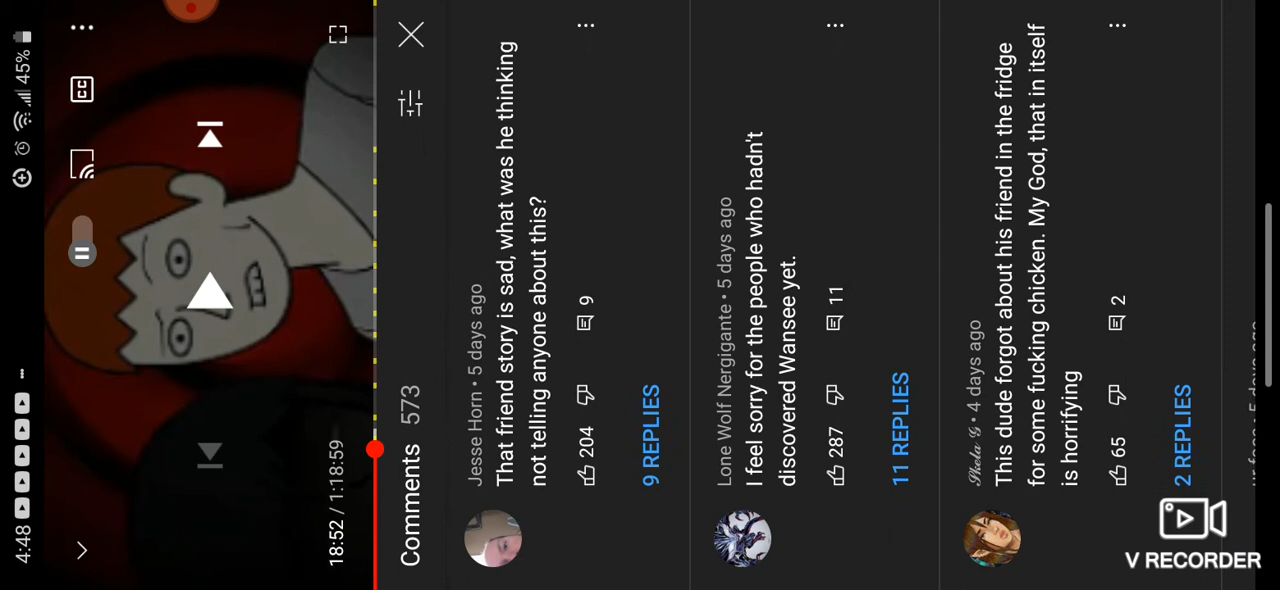 4:48
45%
CC
18:52 / 1:18:59
Comments 573
Jesse Horn • 5 days ago
That friend story is sad, what was he thinking
not telling anyone about this?
204
9
9 REPLIES
Lone Wolf Nergigante • 5 days ago
I feel sorry for the people who hadn't
discovered Wansee yet.
287
11
11 REPLIES
• 4 days ago
This dude forgot about his friend in the fridge
for some fucking chicken. My God, that in itself
is horrifying
65
2
2 REPLIES
V RECORDER